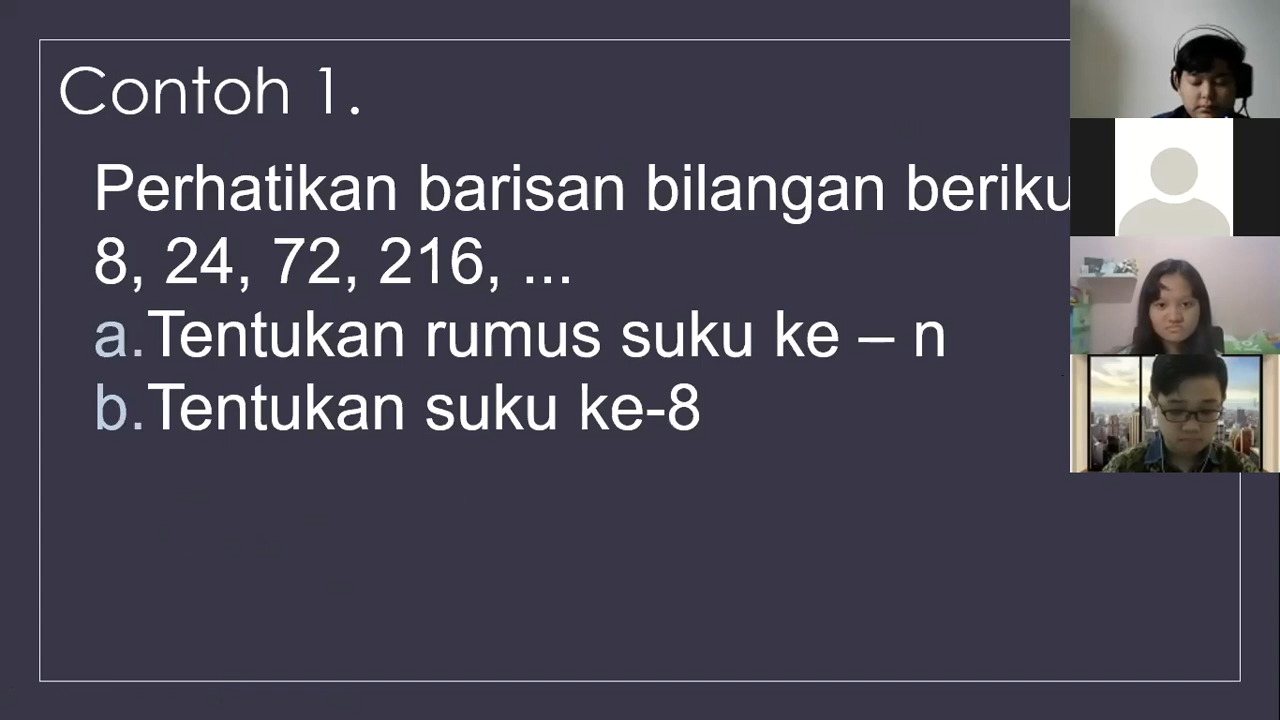 Contoh 1.
Perhatikan barisan bilangan beriku
8, 24, 72, 216, ...
a.Tentukan rumus suku ke – n
b.Tentukan suku ke-8